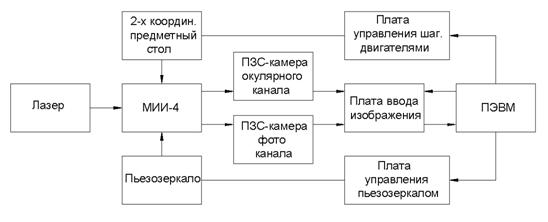 2-х координ.
предметный
стол
Плата
управления шаг.
двигателями
ПЗС-камера
окулярного
канала
Лазер
МИИ-4
Плата ввода
изображения
ПЭВМ
ПЗС-камера
фото
канала
Пьезозеркало
Плата
управления
пьезозеркалом